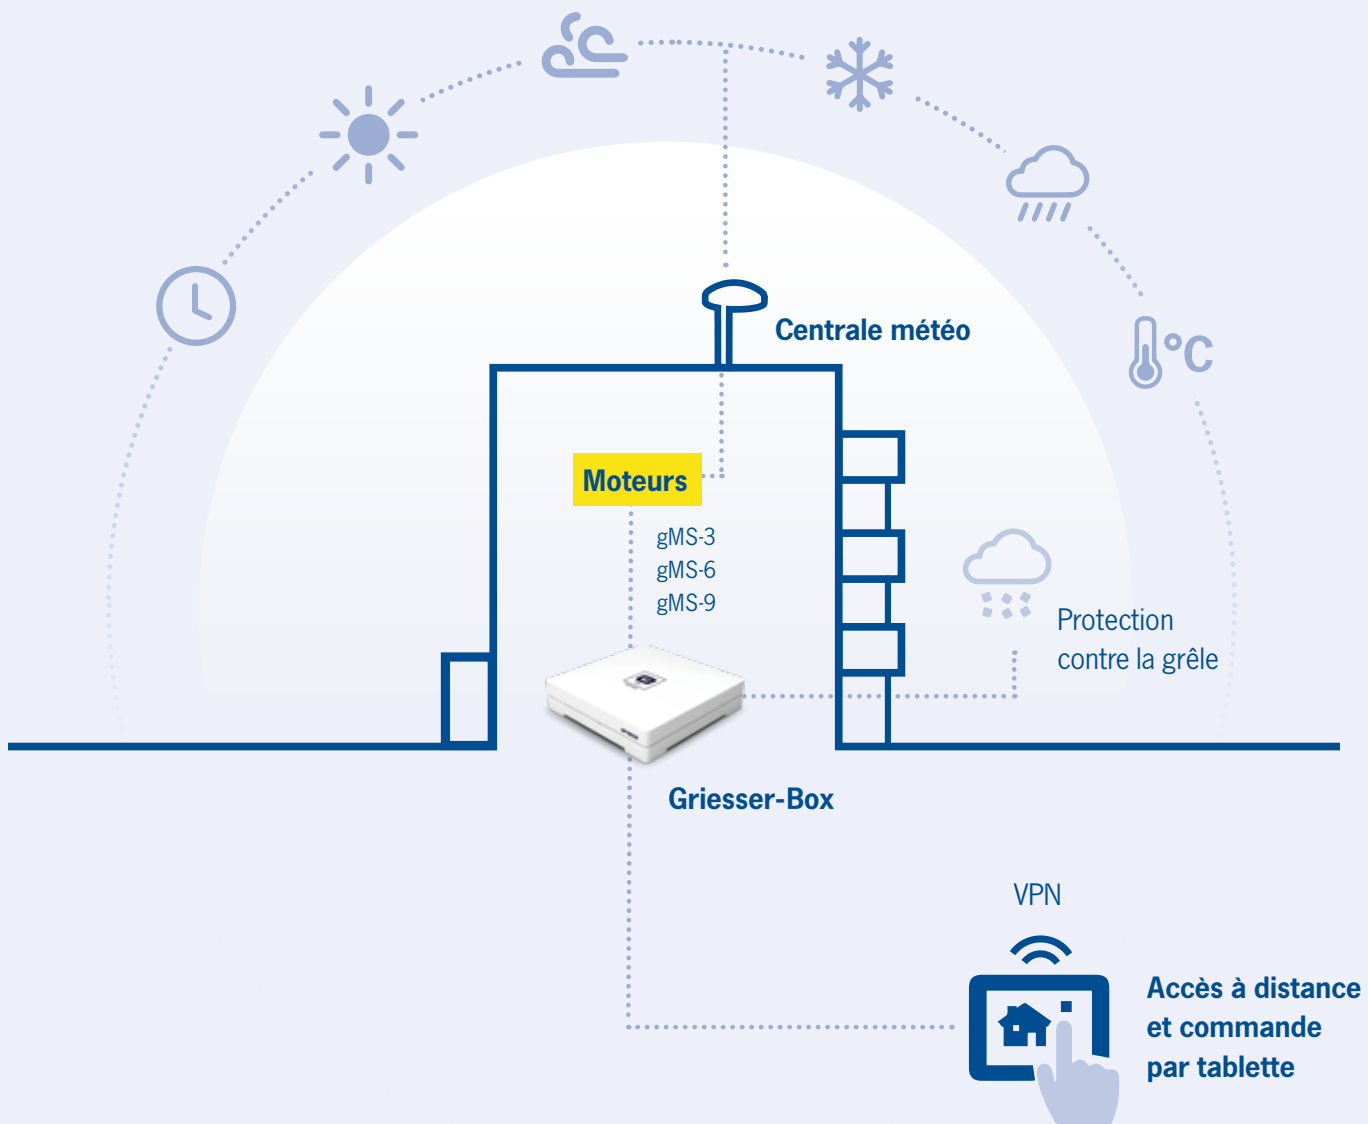 °C
Centrale météo
Moteurs
gMS-3
gMS-6
gMS-9
Protection
contre la grêle
Griesser-Box
VPN
Accès à distance
et commande
par tablette